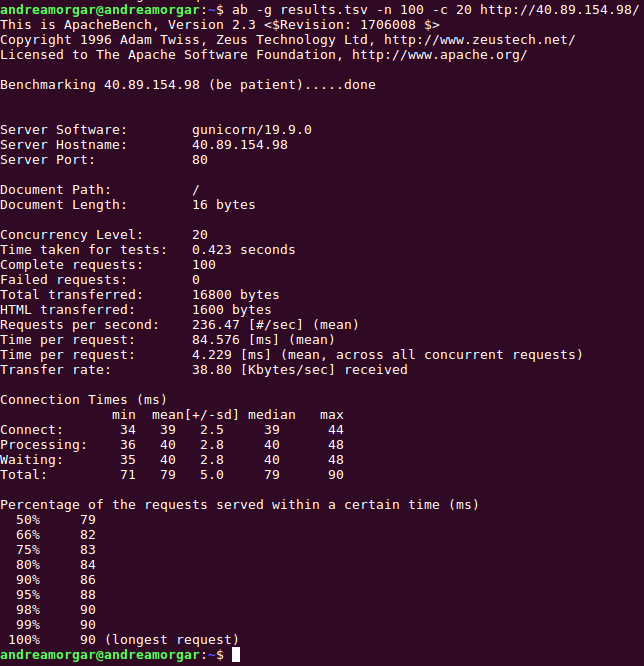 andreamorgar@andreamorgar:~$ ab -g results.tsv -n 100 -c 20 http://40.89.154.98/
This is ApacheBench, Version 2.3 <$Revision: 1706008 $>
Copyright 1996 Adam Twiss, Zeus Technology Ltd, http://www.zeustech.net/
Licensed to The Apache Software Foundation, http://www.apache.org/

Benchmarking 40.89.154.98 (be patient).....done


Server Software:        gunicorn/19.9.0
Server Hostname:        40.89.154.98
Server Port:            80

Document Path:          /
Document Length:        16 bytes

Concurrency Level:      20
Time taken for tests:   0.423 seconds
Complete requests:      100
Failed requests:        0
Total transferred:      16800 bytes
HTML transferred:       1600 bytes
Requests per second:    236.47 [#/sec] (mean)
Time per request:       84.576 [ms] (mean)
Time per request:       4.229 [ms] (mean, across all concurrent requests)
Transfer rate:          38.80 [Kbytes/sec] received

Connection Times (ms)
              min  mean[+/-sd] median   max
Connect:       34   39   2.5     39      44
Processing:    36   40   2.8     40      48
Waiting:       35   40   2.8     40      48
Total:         71   79   5.0     79      90

Percentage of the requests served within a certain time (ms)
  50%     79
  66%     82
  75%     83
  80%     84
  90%     86
  95%     88
  98%     90
  99%     90
 100%     90 (longest request)
andreamorgar@andreamorgar:~$